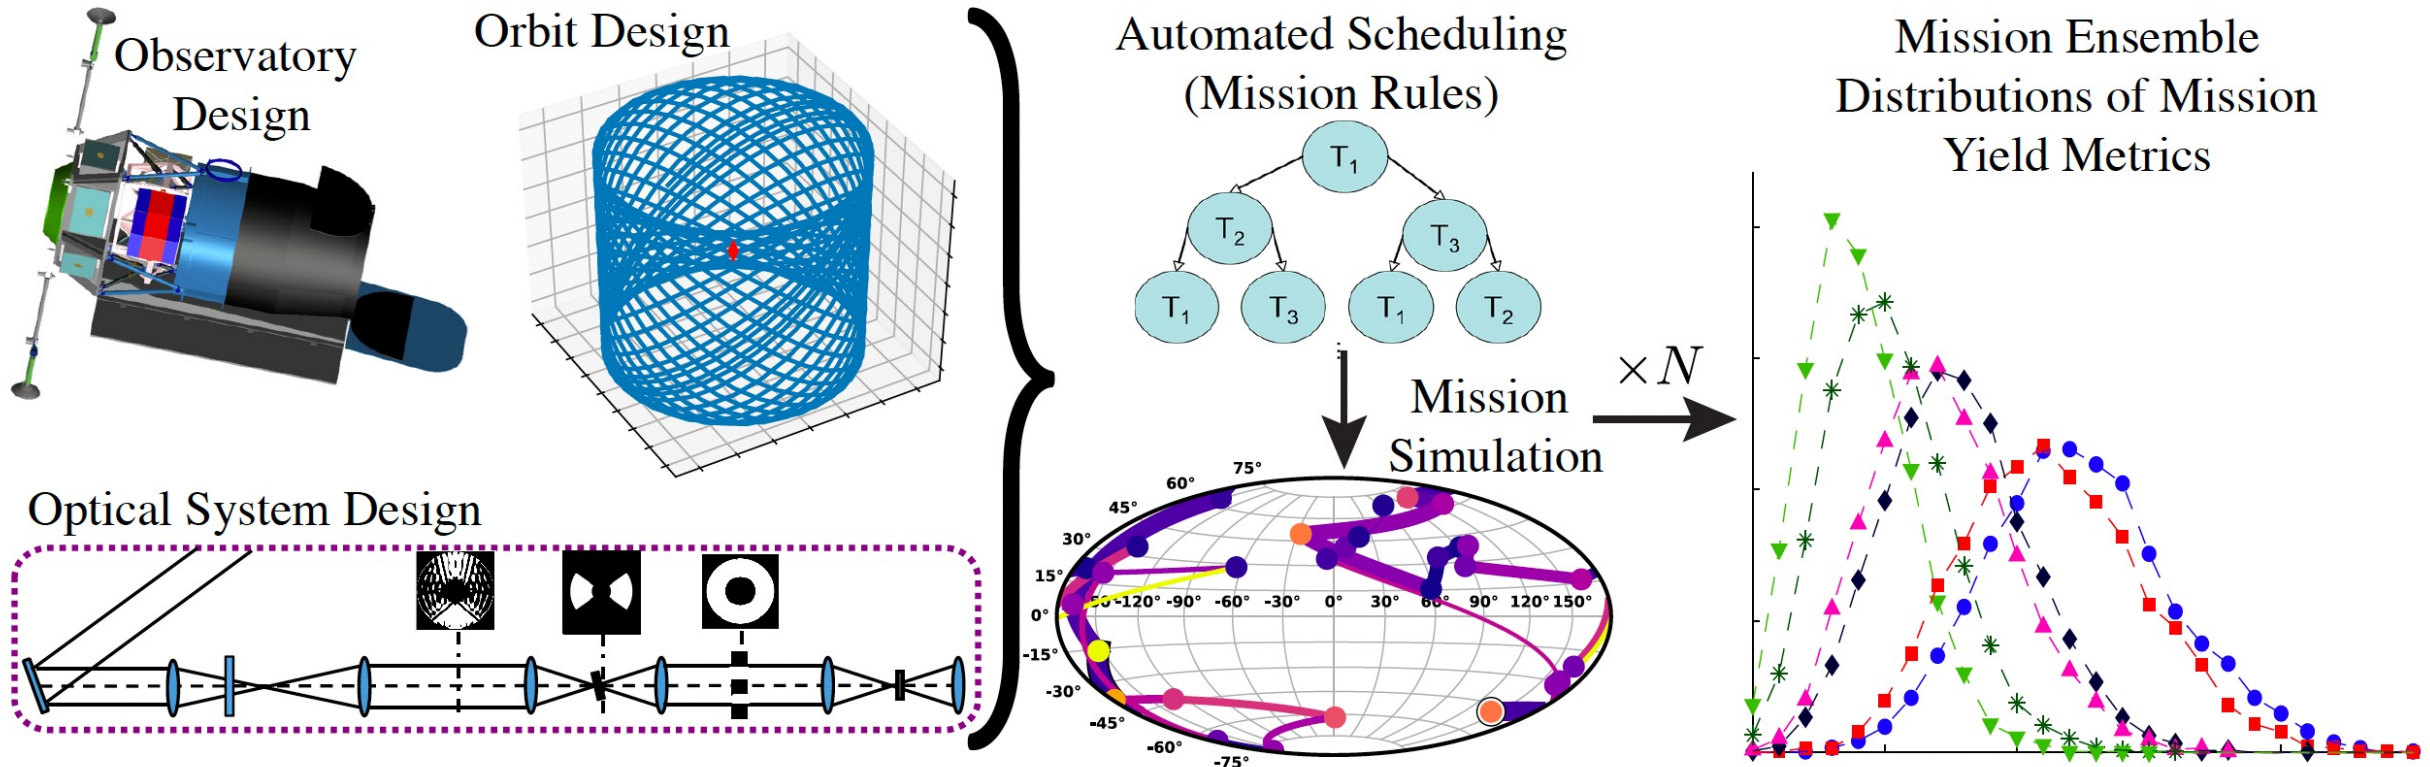 Observatory
Design
Orbit Design
Optical System Design
Automated Scheduling
(Mission Rules)
T1
T2
T3
T1
T3
T1
T2
Mission
Simulation
× N
75°
60°
45°
30°
15°
0°
-15°
-30°
-45°
-60°
-75°
-120° -90° -60° -30° 0° 30° 60° 90° 120° 150°
Mission Ensemble
Distributions of Mission
Yield Metrics